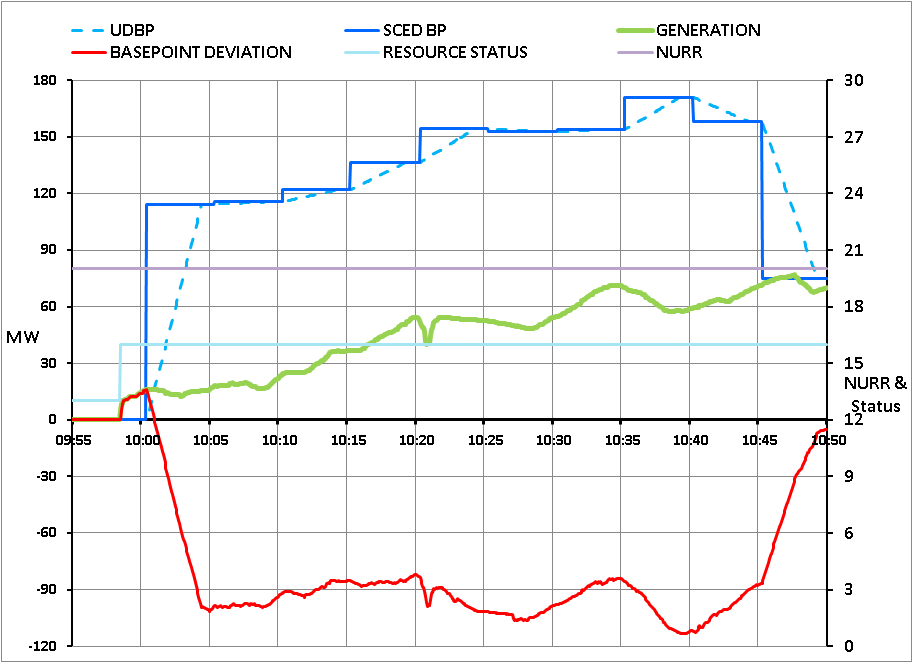 UDBP SCED BP GENERATION
BASEPOINT DEVIATION RESOURCE STATUS NURR
180 30
150 27
120 24
90 21
60 18
MW
30 15
NURR &
Status
0 12
09:55 10:00 10:05 10:10 10:15 10:20 10:25 10:30 10:35 10:40 10:45 10:50
-30 9
-60 6
-90 3
-120 0